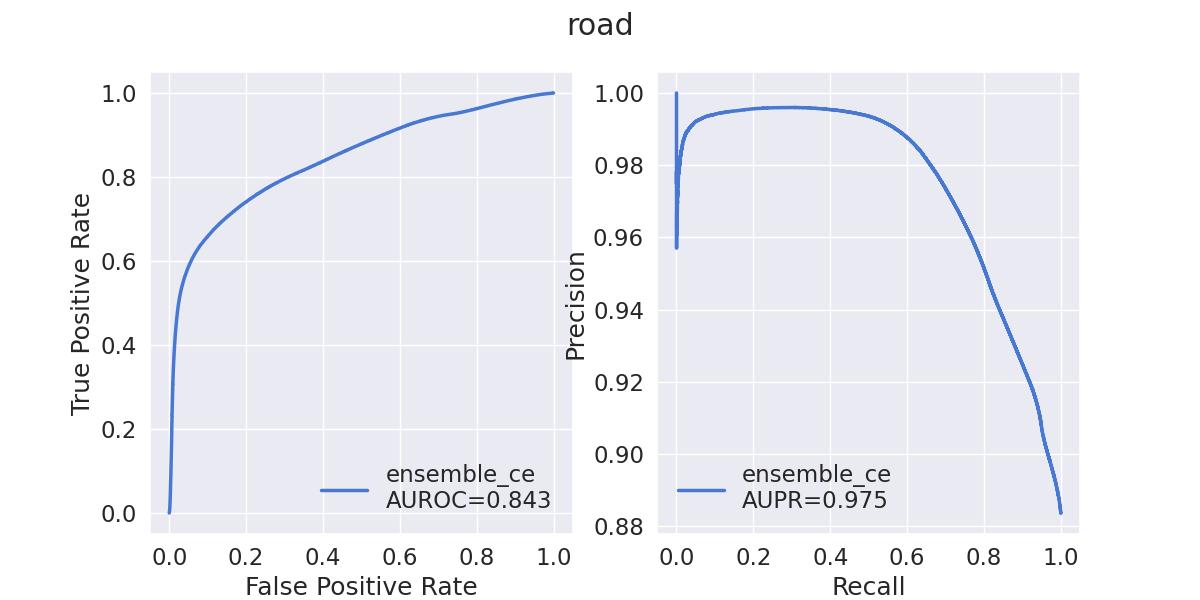 road
True Positive Rate
1.0
0.8
0.6
0.4
0.2
0.0
ensemble_ce
AUROC=0.843
0.0 0.2 0.4 0.6 0.8 1.0
False Positive Rate
Precision
1.00
0.98
0.96
0.94
0.92
0.90
0.88
ensemble_ce
AUPR=0.975
0.0 0.2 0.4 0.6 0.8 1.0
Recall